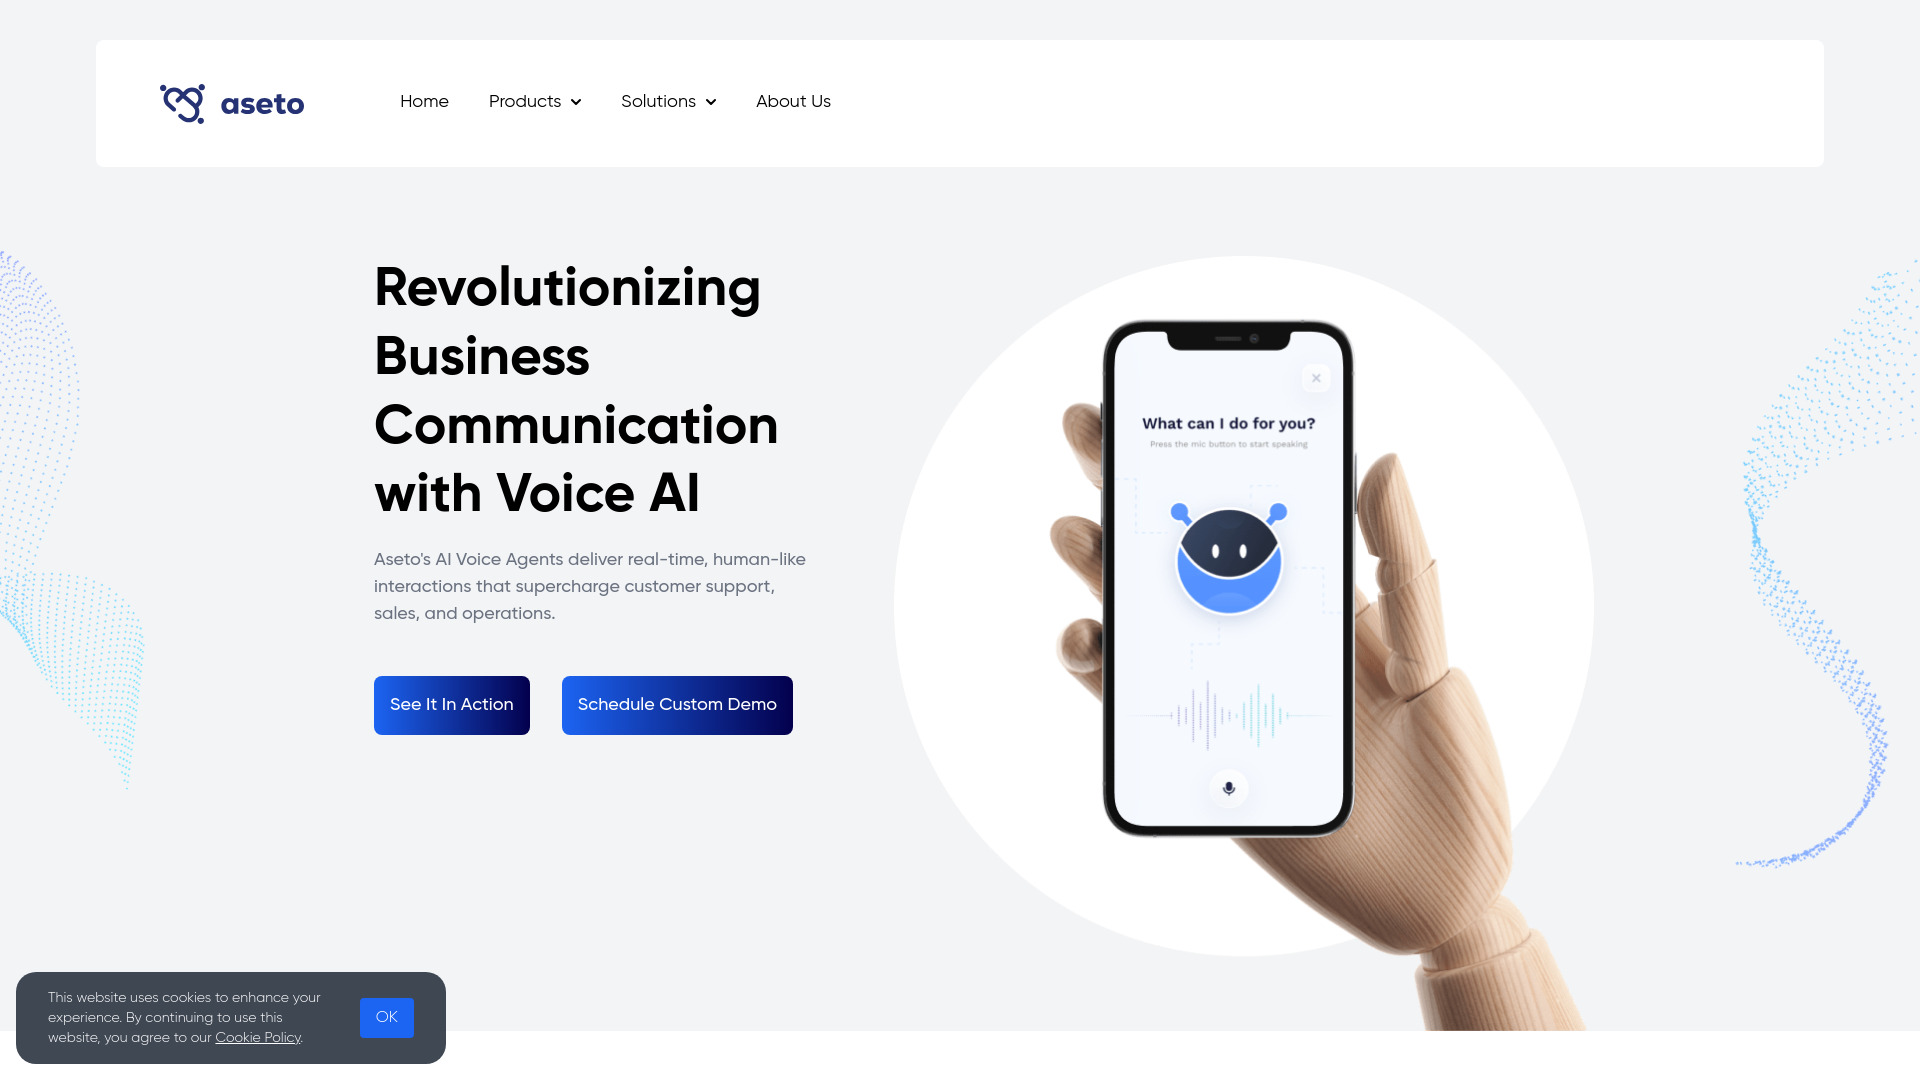 aseto
Home
Products
Solutions
About Us
Revolutionizing
Business
Communication
with Voice AI
Aseto's AI Voice Agents deliver real-time, human-like
interactions that supercharge customer support,
sales, and operations.
See It In Action
Schedule Custom Demo
What can I do for you?
Press the mic button to start speaking
This website uses cookies to enhance your
experience. By continuing to use this
website, you agree to our Cookie Policy.
OK